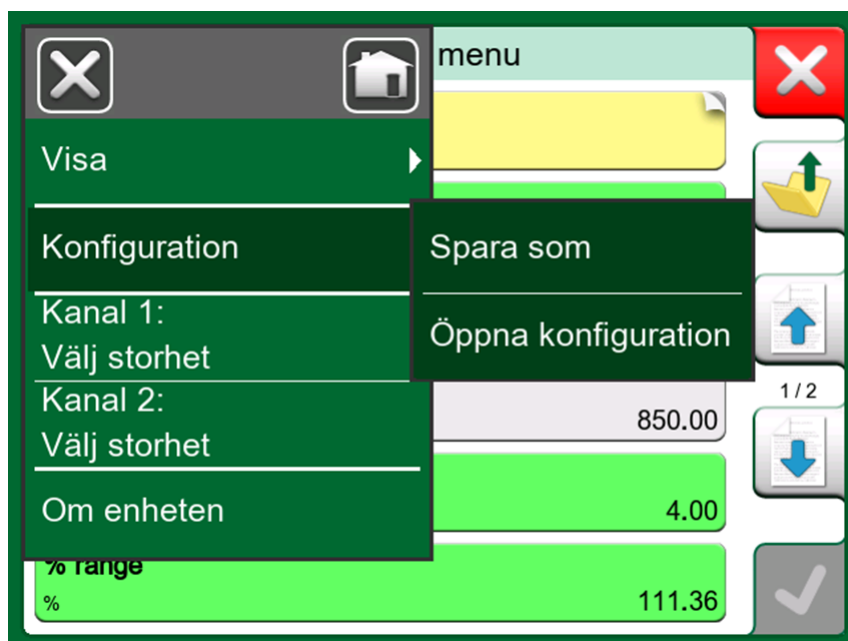 menu
Visa
Konfiguration
Spara som
Öppna konfiguration
Kanal 1:
Välj storhet
Kanal 2:
Välj storhet
Om enheten
1/2
850.00
4.00
% range
%
111.36